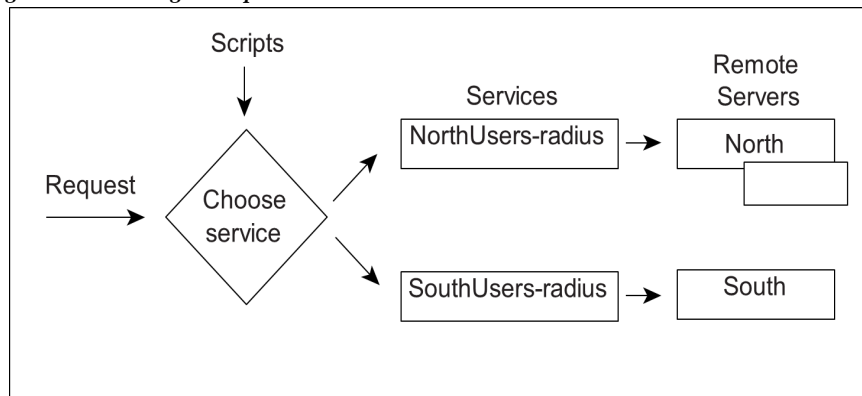 Scripts
Remote
Servers
Services
NorthUsers-radius
North
Request
Choose
service
SouthUsers-radius
South